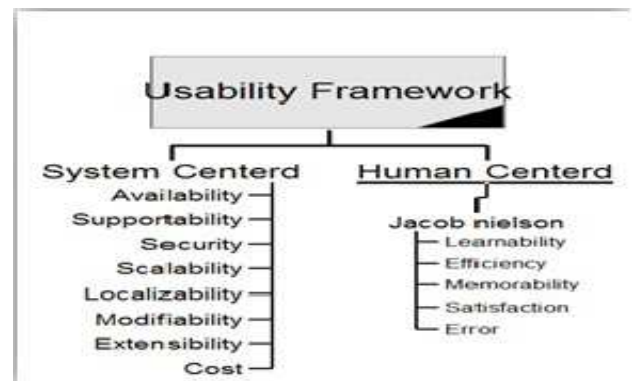 Usability Framework
System Centerd
Availability
Supportability
Security
Scalability
Localizability
Modifiability
Extensibility
Cost
Human Centerd
Jacob nielson
Learnability
Efficiency
Memorability
Satisfaction
Error